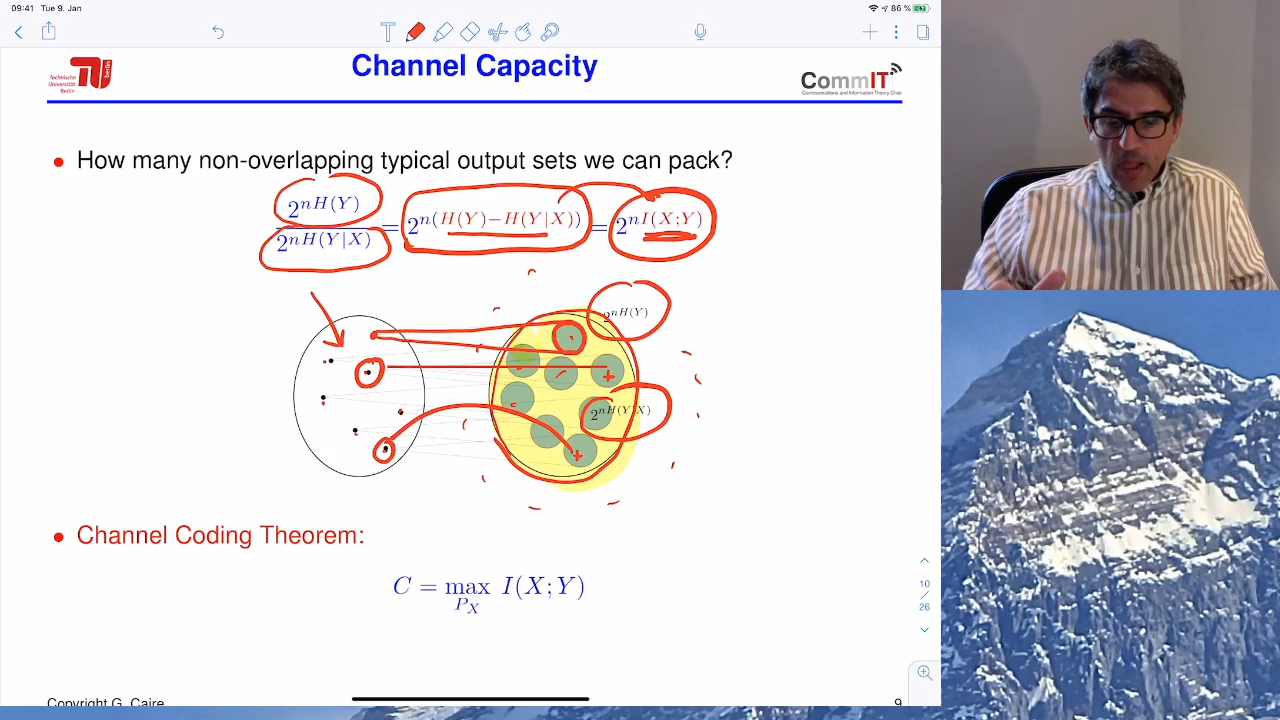 09:41 Tue 9. Jan
86 %
Channel Capacity
Technische
Universität
Berlin
berlin
CommIT
Communications and Information Theory Chair
• How many non-overlapping typical output sets we can pack?
2^{nH(Y)} / 2^{nH(Y|X)} = 2^{n(H(Y)−H(Y|X))} = 2^{nI(X;Y)}
2^{nH(Y)}
2^{nH(Y|X)}
• Channel Coding Theorem:
C = max_{P_X} I(X;Y)
10
/
26
Copyright G. Caire
9